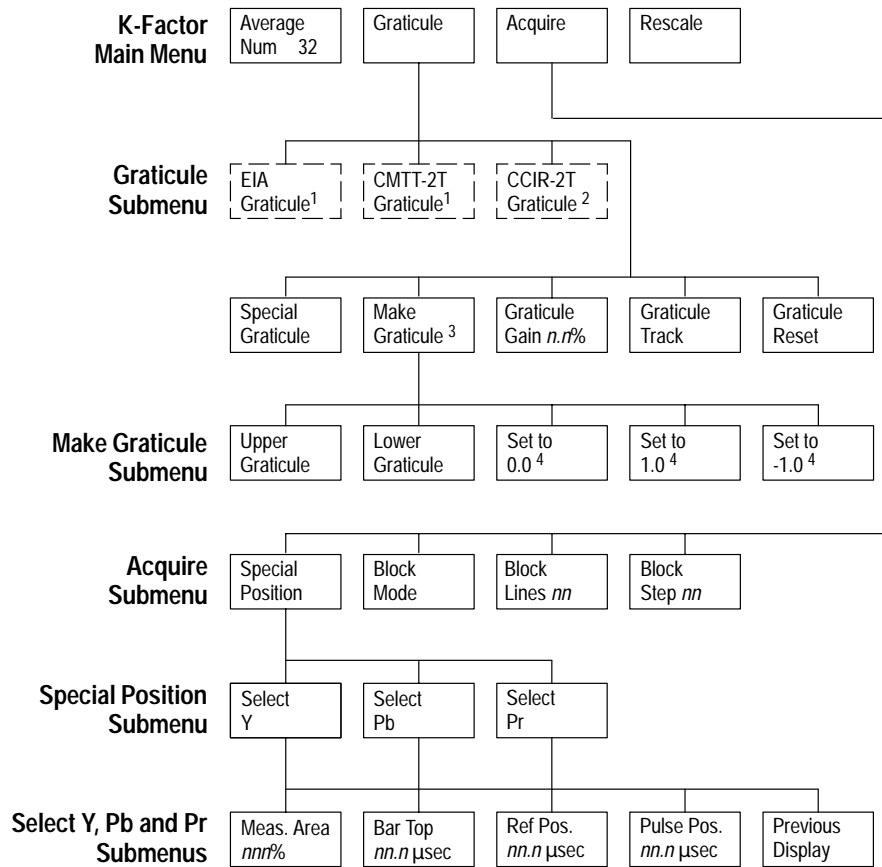 K-Factor
Main Menu
Average
Num 32
Graticule
Acquire
Rescale
Graticule
Submenu
EIA
Graticule1
CMTT-2T
Graticule1
CCIR-2T
Graticule 2
Special
Graticule
Make
Graticule 3
Graticule
Gain n.n%
Graticule
Track
Graticule
Reset
Make Graticule
Submenu
Upper
Graticule
Lower
Graticule
Set to
0.0 4
Set to
1.0 4
Set to
-1.0 4
Acquire
Submenu
Special
Position
Block
Mode
Block
Lines nn
Block
Step nn
Special Position
Submenu
Select
Y
Select
Pb
Select
Pr
Select Y, Pb and Pr
Submenus
Meas. Area
nnn%
Bar Top
nn.n µsec
Ref Pos.
nn.n µsec
Pulse Pos.
nn.n µsec
Previous
Display